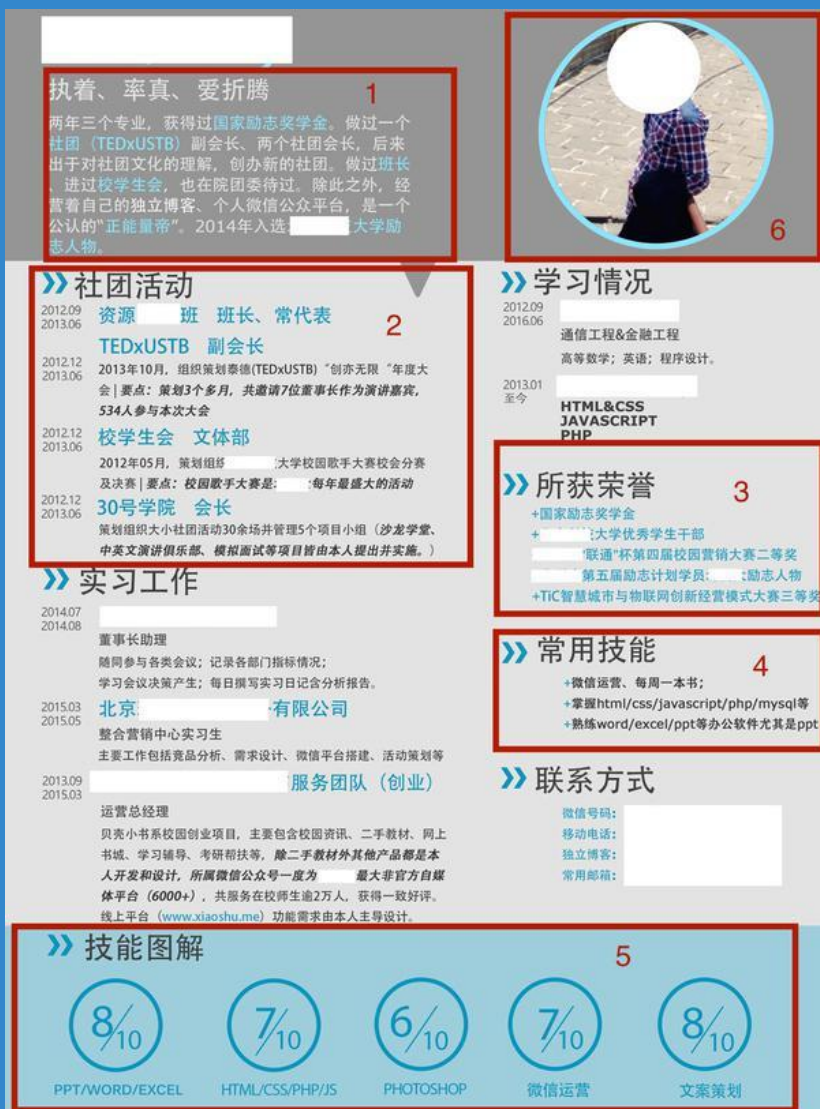 执着、率真、爱折腾
1
两年三个专业，获得过国家励志奖学金。做过一个
社团（TEDxUSTB）副会长、两个社团会长，后来
出于对社团文化的理解，创办新的社团。做过班长
、进过校学生会，也在院团委待过。除此之外，经
营着自己的独立博客、个人微信公众平台，是一个
公认的“正能量帝”。2014年入选 大学励
志人物。
6
社团活动
2
2012.09
2013.06
资源 班 班长、常代表
TEDxUSTB 副会长
2012.12
2013.06
2013年10月，组织策划泰德(TEDxUSTB)“创亦无限“年度大
会|要点：策划3个多月，共邀请7位董事长作为演讲嘉宾，
534人参与本次大会
2012.12
2013.06
校学生会 文体部
2012年05月，策划组织 大学校园歌手大赛校会分赛
及决赛|要点：校园歌手大赛是 每年最盛大的活动
2012.12
2013.06
30号学院 会长
策划组织大小社团活动30余场并管理5个项目小组（沙龙学堂、
中英文演讲俱乐部、模拟面试等项目皆由本人提出并实施。）
实习工作
2014.07
2014.08
董事长助理
随同参与各类会议；记录各部门指标情况；
学习会议决策产生；每日撰写实习日记含分析报告。
2015.03
2015.05
北京 有限公司
整合营销中心实习生
主要工作包括竞品分析、需求设计、微信平台搭建、活动策划等
2013.09
2015.03
服务团队（创业）
运营总经理
贝壳小书系校园创业项目，主要包含校园资讯、二手教材、网上
书城、学习辅导、考研帮扶等，除二手教材外其他产品都是本
人开发和设计，所属微信公众号一度为 最大非官方自媒
体平台（6000+），共服务在校师生逾2万人，获得一致好评。
线上平台（www.xiaoshu.me）功能需求由本人主导设计。
学习情况
2012.09
2016.06
通信工程&金融工程
高等数学；英语；程序设计。
2013.01
至今
HTML&CSS
JAVASCRIPT
PHP
所获荣誉
3
+国家励志奖学金
+ 大学优秀学生干部
“联通”杯第四届校园营销大赛二等奖
第五届励志计划学员 励志人物
+TiC智慧城市与物联网创新经营模式大赛三等奖
常用技能
4
+微信运营、每周一本书；
+掌握html/css/javascript/php/mysql等
+熟练word/excel/ppt等办公软件尤其是ppt
联系方式
微信号码：
移动电话：
独立博客：
常用邮箱：
技能图解
5
8/10
7/10
6/10
7/10
8/10
PPT/WORD/EXCEL
HTML/CSS/PHP/JS
PHOTOSHOP
微信运营
文案策划